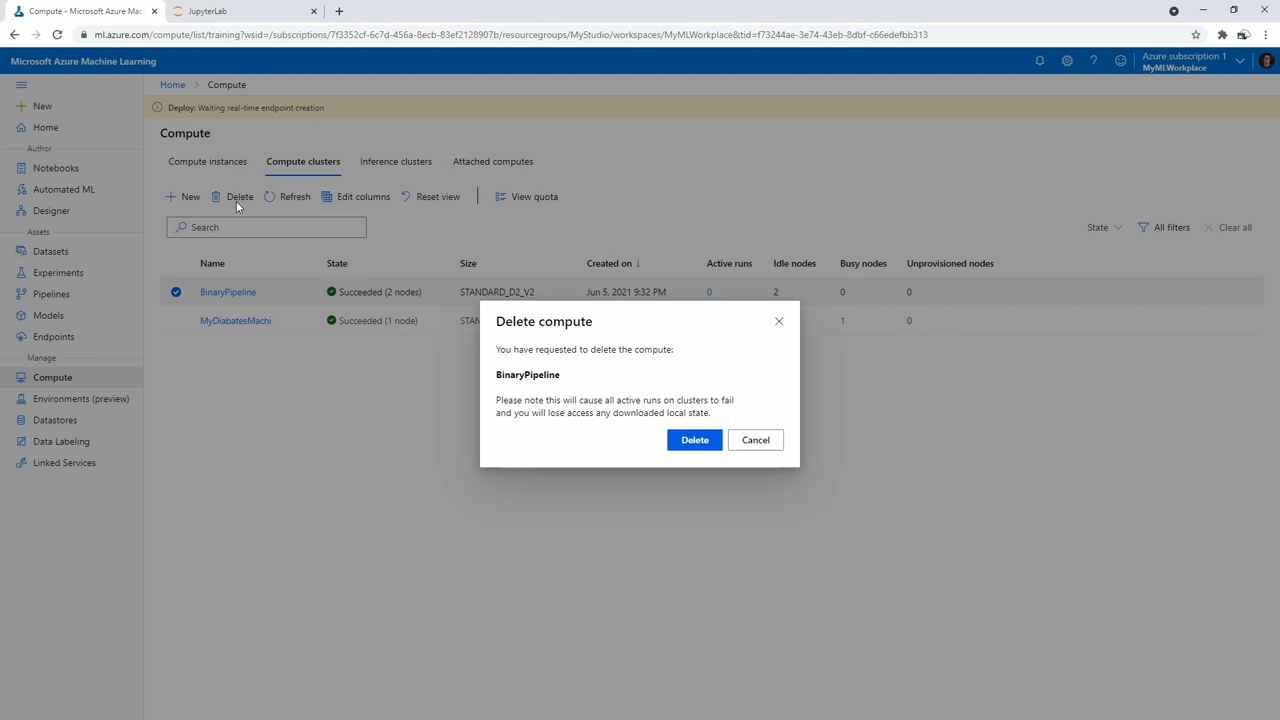 Compute - Microsoft Azure Mac
JupyterLab
ml.azure.com/compute/list/training?wsid=/subscriptions/7f3352cf-6c7d-456a-8ecb-83ef2128907b/resourcegroups/MyStudio/workspaces/MyMLWorkplace&tid=f73244ae-3e74-43eb-8dbf-c66edefbb313
Microsoft Azure Machine Learning
Azure subscription 1
MyMLWorkplace
Home > Compute
Deploy: Waiting real-time endpoint creation
New
Home
Author
Notebooks
Automated ML
Designer
Assets
Datasets
Experiments
Pipelines
Models
Endpoints
Manage
Compute
Environments (preview)
Datastores
Data Labeling
Linked Services
Compute
Compute instances Compute clusters Inference clusters Attached computes
New Delete Refresh Edit columns Reset view View quota
Search State All filters Clear all
Name State Size Created on ↓ Active runs Idle nodes Busy nodes Unprovisioned nodes
BinaryPipeline Succeeded (2 nodes) STANDARD_D2_V2 Jun 5, 2021 9:32 PM 0 2 0 0
MyDiabatesMachi Succeeded (1 node) STAN 1 0
Delete compute
You have requested to delete the compute:
BinaryPipeline
Please note this will cause all active runs on clusters to fail
and you will lose access any downloaded local state.
Delete Cancel